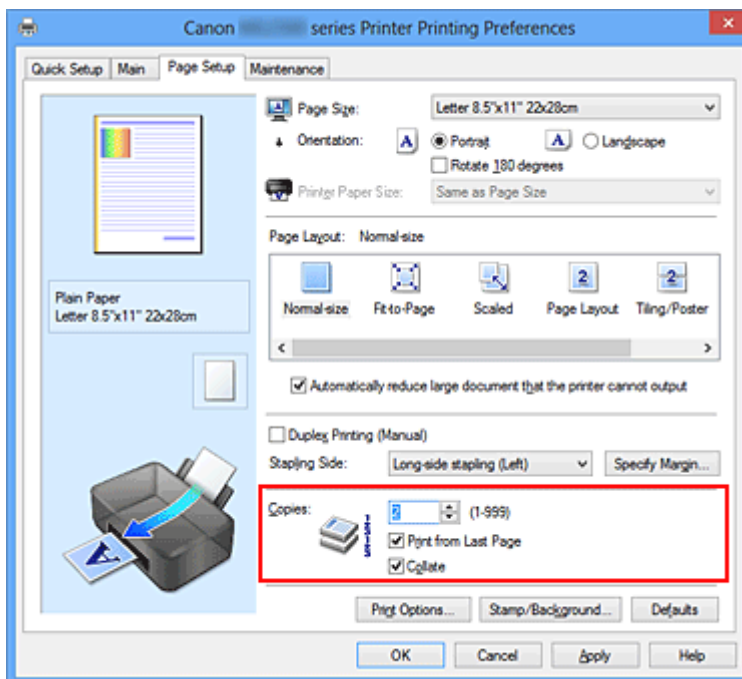 Canon series Printer Printing Preferences
Quick Setup Main Page Setup Maintenance
Page Size: Letter 8.5"x11" 22x28cm
Orientation: A Portrait A Landscape
Rotate 180 degrees
Printer Paper Size: Same as Page Size
Page Layout: Normal-size
2 2
Normal-size Fit-to-Page Scaled Page Layout Tiling/Poster
Plain Paper
Letter 8.5"x11" 22x28cm
Automatically reduce large document that the printer cannot output
Duplex Printing (Manual)
Stapling Side: Long-side stapling (Left) Specify Margin...
Copies: 2 (1-999)
Print from Last Page
Collate
A
Print Options... Stamp/Background... Defaults
OK Cancel Apply Help